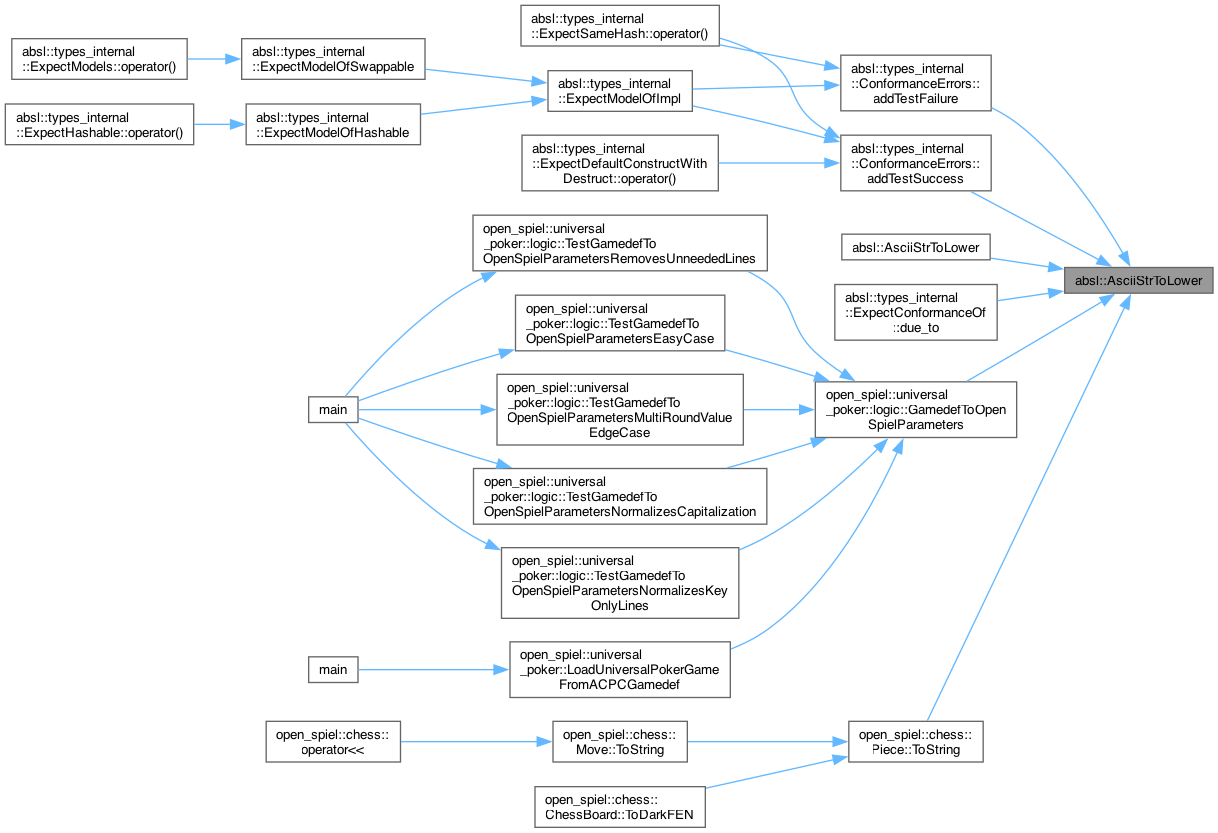 absl::types_internal
::ExpectModels::operator()
absl::types_internal
::ExpectHashable::operator()
absl::types_internal
::ExpectModelOfSwappable
absl::types_internal
::ExpectModelOfHashable
absl::types_internal
::ExpectSameHash::operator()
absl::types_internal
::ExpectModelOfImpl
absl::types_internal
::ExpectDefaultConstructWith
Destruct::operator()
absl::types_internal
::ConformanceErrors::
addTestFailure
absl::types_internal
::ConformanceErrors::
addTestSuccess
absl::AsciiStrToLower
absl::types_internal
::ExpectConformanceOf
::due_to
absl::AsciiStrToLower
open_spiel::universal
_poker::logic::TestGamedefTo
OpenSpielParametersRemovesUnneededLines
open_spiel::universal
_poker::logic::TestGamedefTo
OpenSpielParametersEasyCase
open_spiel::universal
_poker::logic::TestGamedefTo
OpenSpielParametersMultiRoundValue
EdgeCase
open_spiel::universal
_poker::logic::TestGamedefTo
OpenSpielParametersNormalizesCapitalization
open_spiel::universal
_poker::logic::TestGamedefTo
OpenSpielParametersNormalizesKey
OnlyLines
main
open_spiel::universal
_poker::logic::GamedefToOpen
SpielParameters
main
open_spiel::universal
_poker::LoadUniversalPokerGame
FromACPCGamedef
open_spiel::chess::
operator<<
open_spiel::chess::
Move::ToString
open_spiel::chess::
Piece::ToString
open_spiel::chess::
ChessBoard::ToDarkFEN